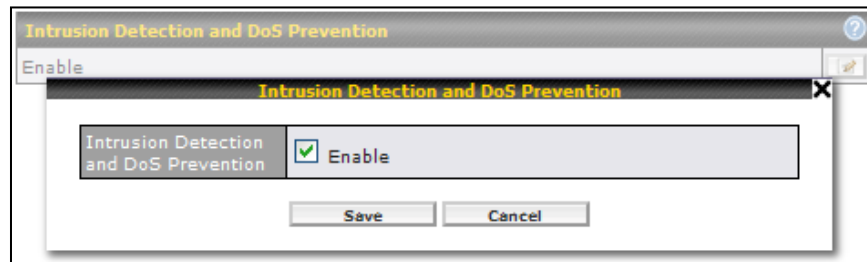 Intrusion Detection and DoS Prevention
?
Enable
Intrusion Detection and DoS Prevention
Intrusion Detection
and DoS Prevention
Enable
Save Cancel